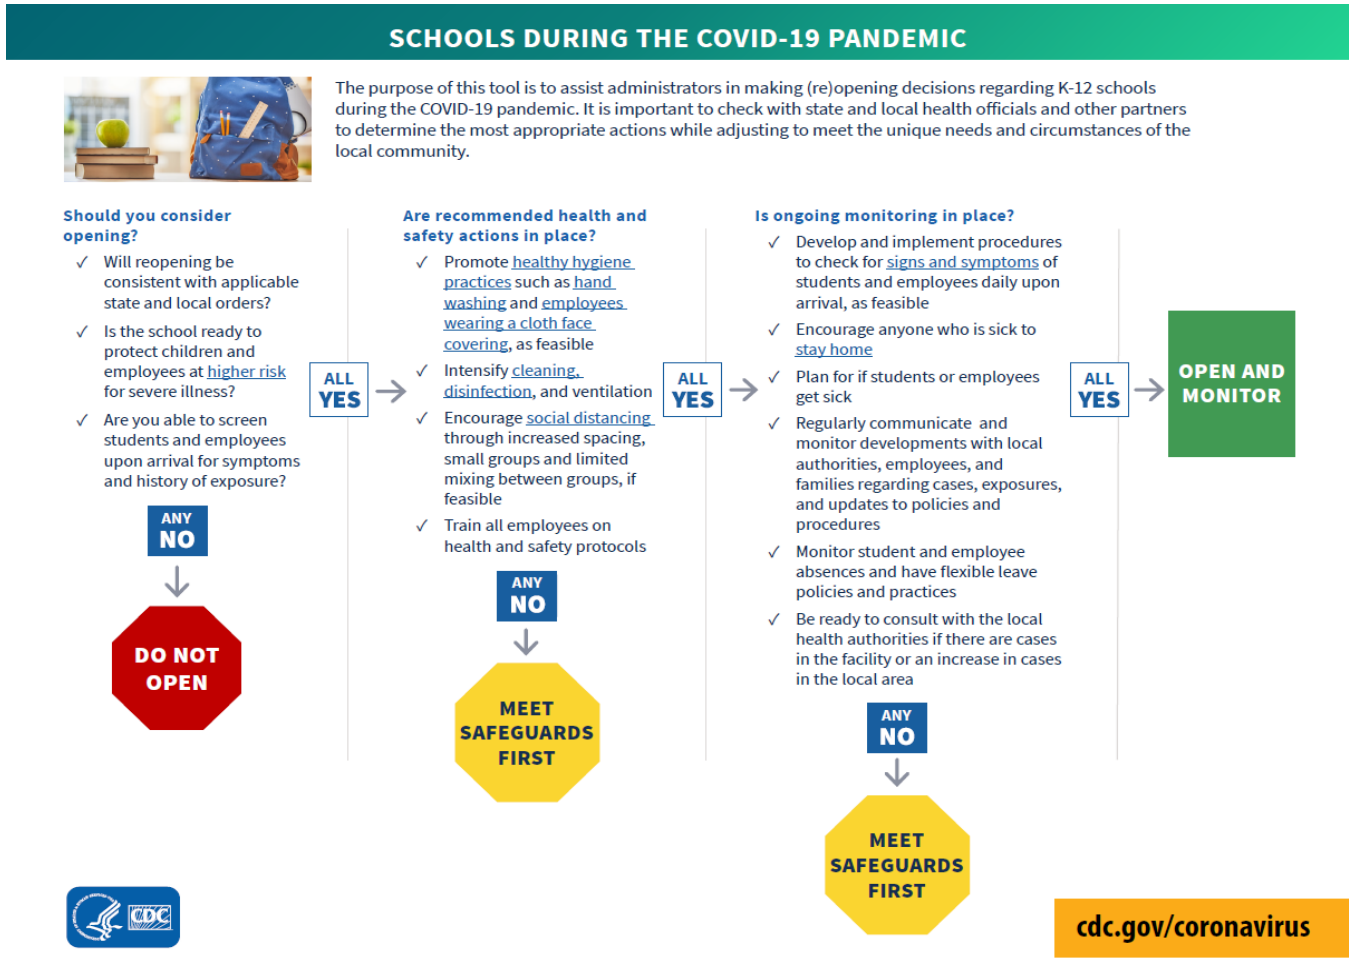 SCHOOLS DURING THE COVID-19 PANDEMIC
The purpose of this tool is to assist administrators in making (re)opening decisions regarding K-12 schools
during the COVID-19 pandemic. It is important to check with state and local health officials and other partners
to determine the most appropriate actions while adjusting to meet the unique needs and circumstances of the
local community.
Should you consider
opening?
✓ Will reopening be
consistent with applicable
state and local orders?
✓ Is the school ready to
protect children and
employees at higher risk
for severe illness?
✓ Are you able to screen
students and employees
upon arrival for symptoms
and history of exposure?
ANY
NO
DO NOT
OPEN
ALL
YES
Are recommended health and
safety actions in place?
✓ Promote healthy hygiene
practices such as hand
washing and employees
wearing a cloth face
covering, as feasible
✓ Intensify cleaning,
disinfection, and ventilation
✓ Encourage social distancing
through increased spacing,
small groups and limited
mixing between groups, if
feasible
✓ Train all employees on
health and safety protocols
ANY
NO
MEET
SAFEGUARDS
FIRST
ALL
YES
Is ongoing monitoring in place?
✓ Develop and implement procedures
to check for signs and symptoms of
students and employees daily upon
arrival, as feasible
✓ Encourage anyone who is sick to
stay home
✓ Plan for if students or employees
get sick
✓ Regularly communicate and
monitor developments with local
authorities, employees, and
families regarding cases, exposures,
and updates to policies and
procedures
✓ Monitor student and employee
absences and have flexible leave
policies and practices
✓ Be ready to consult with the local
health authorities if there are cases
in the facility or an increase in cases
in the local area
ANY
NO
MEET
SAFEGUARDS
FIRST
ALL
YES
OPEN AND
MONITOR
CDC
cdc.gov/coronavirus